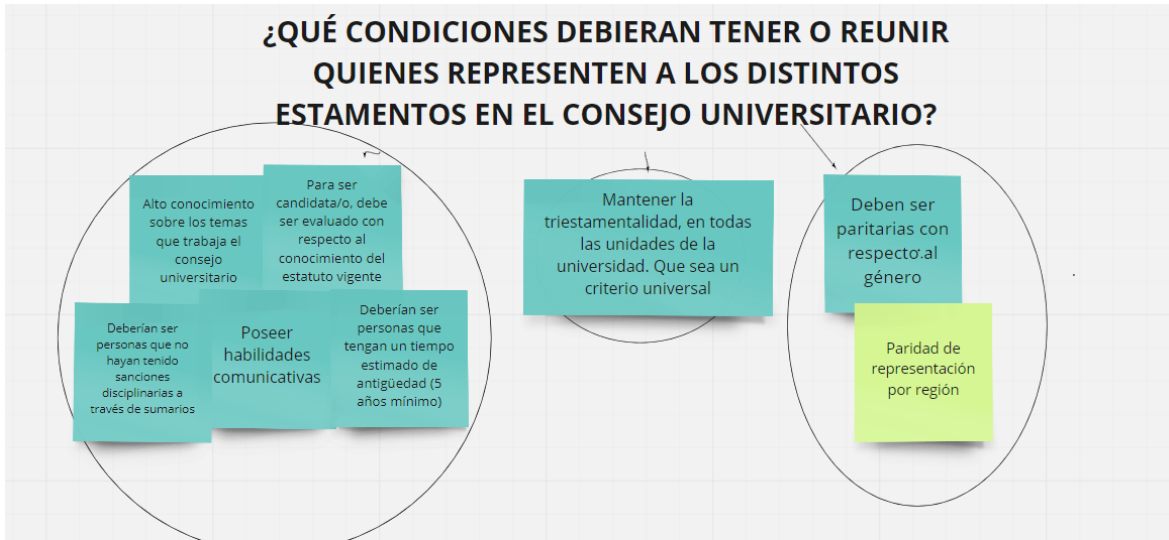 ¿QUÉ CONDICIONES DEBIERAN TENER O REUNIR
QUIENES REPRESENTEN A LOS DISTINTOS
ESTAMENTOS EN EL CONSEJO UNIVERSITARIO?
Alto conocimiento
sobre los temas
que trabaja el
consejo
universitario
Para ser
candidata/o, debe
ser evaluado con
respecto al
conocimiento del
estatuto vigente
Deberían ser
personas que no
hayan tenido
sanciones
disciplinarias a
través de sumarios
Poseer
habilidades
comunicativas
Deberían ser
personas que
tengan un tiempo
estimado de
antigüedad (5
años mínimo)
Mantener la
triestamentalidad, en todas
las unidades de la
universidad. Que sea un
criterio universal
Deben ser
paritarias con
respecto al
género
Paridad de
representación
por región